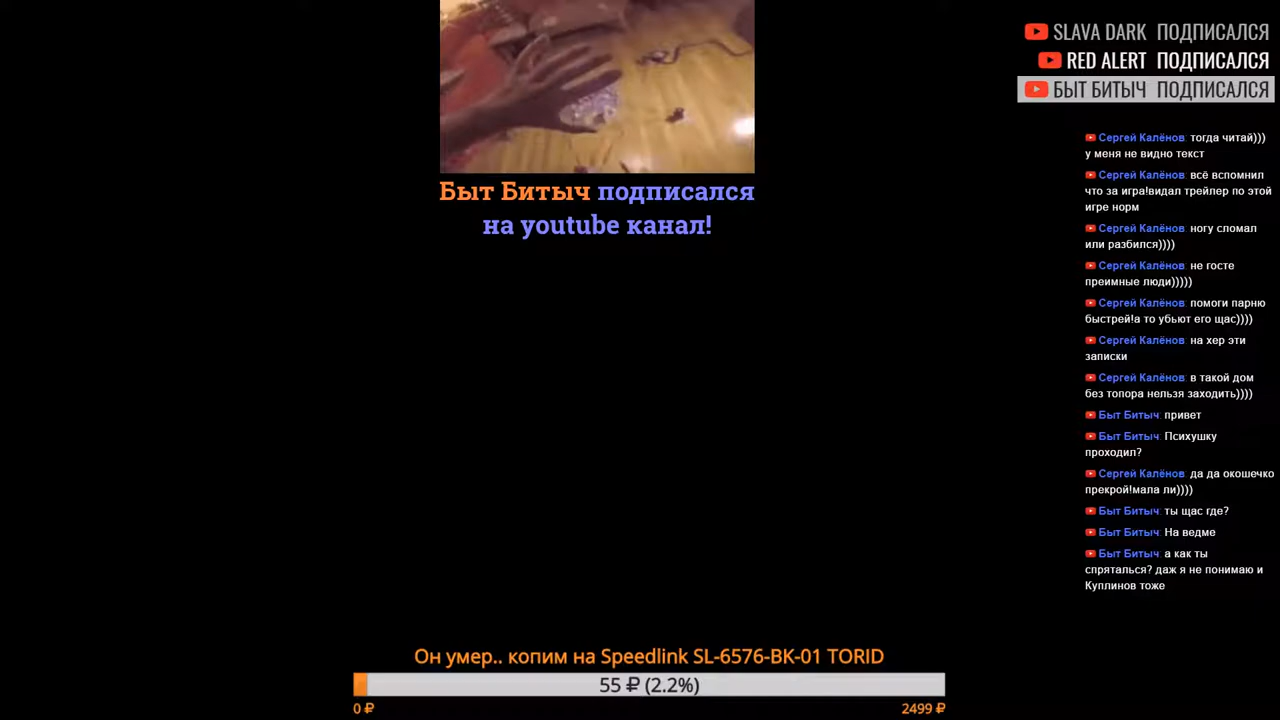 SLAVA DARK ПОДПИСАЛСЯ
RED ALERT ПОДПИСАЛСЯ
БЫТ БИТЫЧ ПОДПИСАЛСЯ
Быт Битыч подписался
на youtube канал!
Сергей Калёнов: тогда читай)))
у меня не видно текст
Сергей Калёнов: всё вспомнил
что за игра!видал трейлер по этой
игре норм
Сергей Калёнов: ногу сломал
или разбился))))
Сергей Калёнов: не госте
преимные люди)))))
Сергей Калёнов: помоги парню
быстрей!а то убьют его щас))))
Сергей Калёнов: на хер эти
записки
Сергей Калёнов: в такой дом
без топора нельзя заходить))))
Быт Битыч: привет
Быт Битыч: Психушку
проходил?
Сергей Калёнов: да да окошечко
прекрой!мала ли))))
Быт Битыч: ты щас где?
Быт Битыч: На ведме
Быт Битыч: а как ты
спряталься? даж я не понимаю и
Куплинов тоже
Он умер.. копим на Speedlink SL-6576-BK-01 TORID
55 ₽ (2.2%)
0 ₽ 2499 ₽